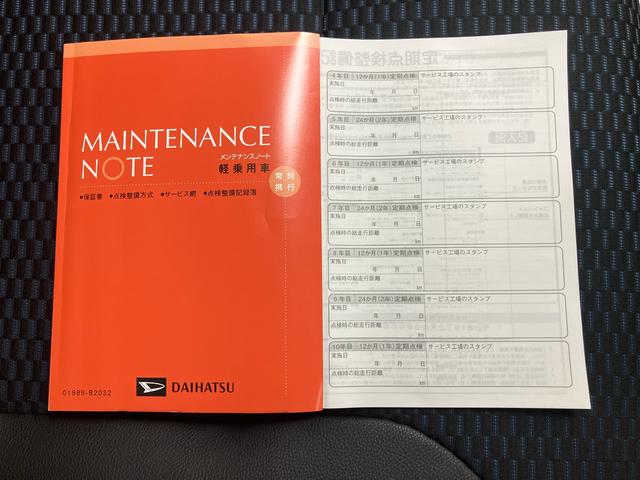 MAINTENANCE
NOTE
メンテナンスノート
軽乗用車
常時
携行
●保証書 ●点検整備方式 ●サービス網 ●点検整備記録簿
DAIHATSU
01989-B2032
4年目 12か月(1年)定期点検 サービス工場のスタンプ
実施日
年 月 日
点検時の総走行距離
km
5年目 24か月(2年)定期点検 サービス工場のスタンプ
実施日
年 月 日
点検時の総走行距離
km
6年目 12か月(1年)定期点検 サービス工場のスタンプ
実施日
年 月 日
点検時の総走行距離
km
7年目 24か月(2年)定期点検 サービス工場のスタンプ
実施日
年 月 日
点検時の総走行距離
km
8年目 12か月(1年)定期点検 サービス工場のスタンプ
実施日
年 月 日
点検時の総走行距離
km
9年目 24か月(2年)定期点検 サービス工場のスタンプ
実施日
年 月 日
点検時の総走行距離
km
10年目 12か月(1年)定期点検 サービス工場のスタンプ
実施日
年 月 日
点検時の総走行距離
km